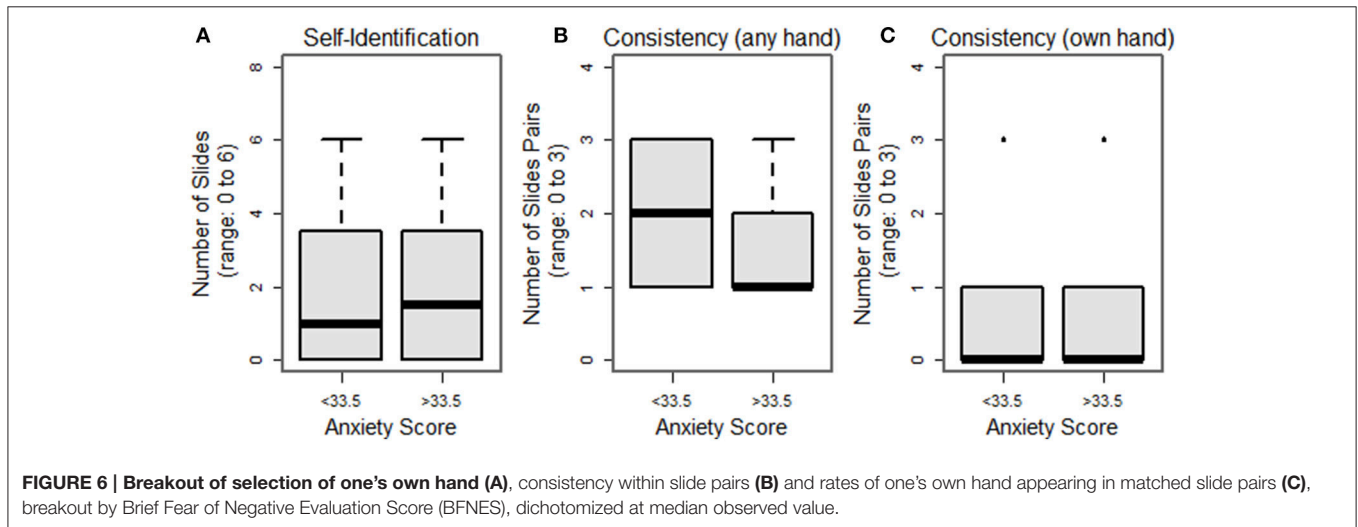 A Self-Identification
Number of Slides
(range: 0 to 6)
8
6
4
2
0
<33.5 >33.5
Anxiety Score
B Consistency (any hand)
Number of Slides Pairs
(range: 0 to 3)
4
3
2
1
0
<33.5 >33.5
Anxiety Score
C Consistency (own hand)
Number of Slides Pairs
(range: 0 to 3)
4
3
2
1
0
<33.5 >33.5
Anxiety Score
FIGURE 6 | Breakout of selection of one's own hand (A), consistency within slide pairs (B) and rates of one's own hand appearing in matched slide pairs (C),
breakout by Brief Fear of Negative Evaluation Score (BFNES), dichotomized at median observed value.